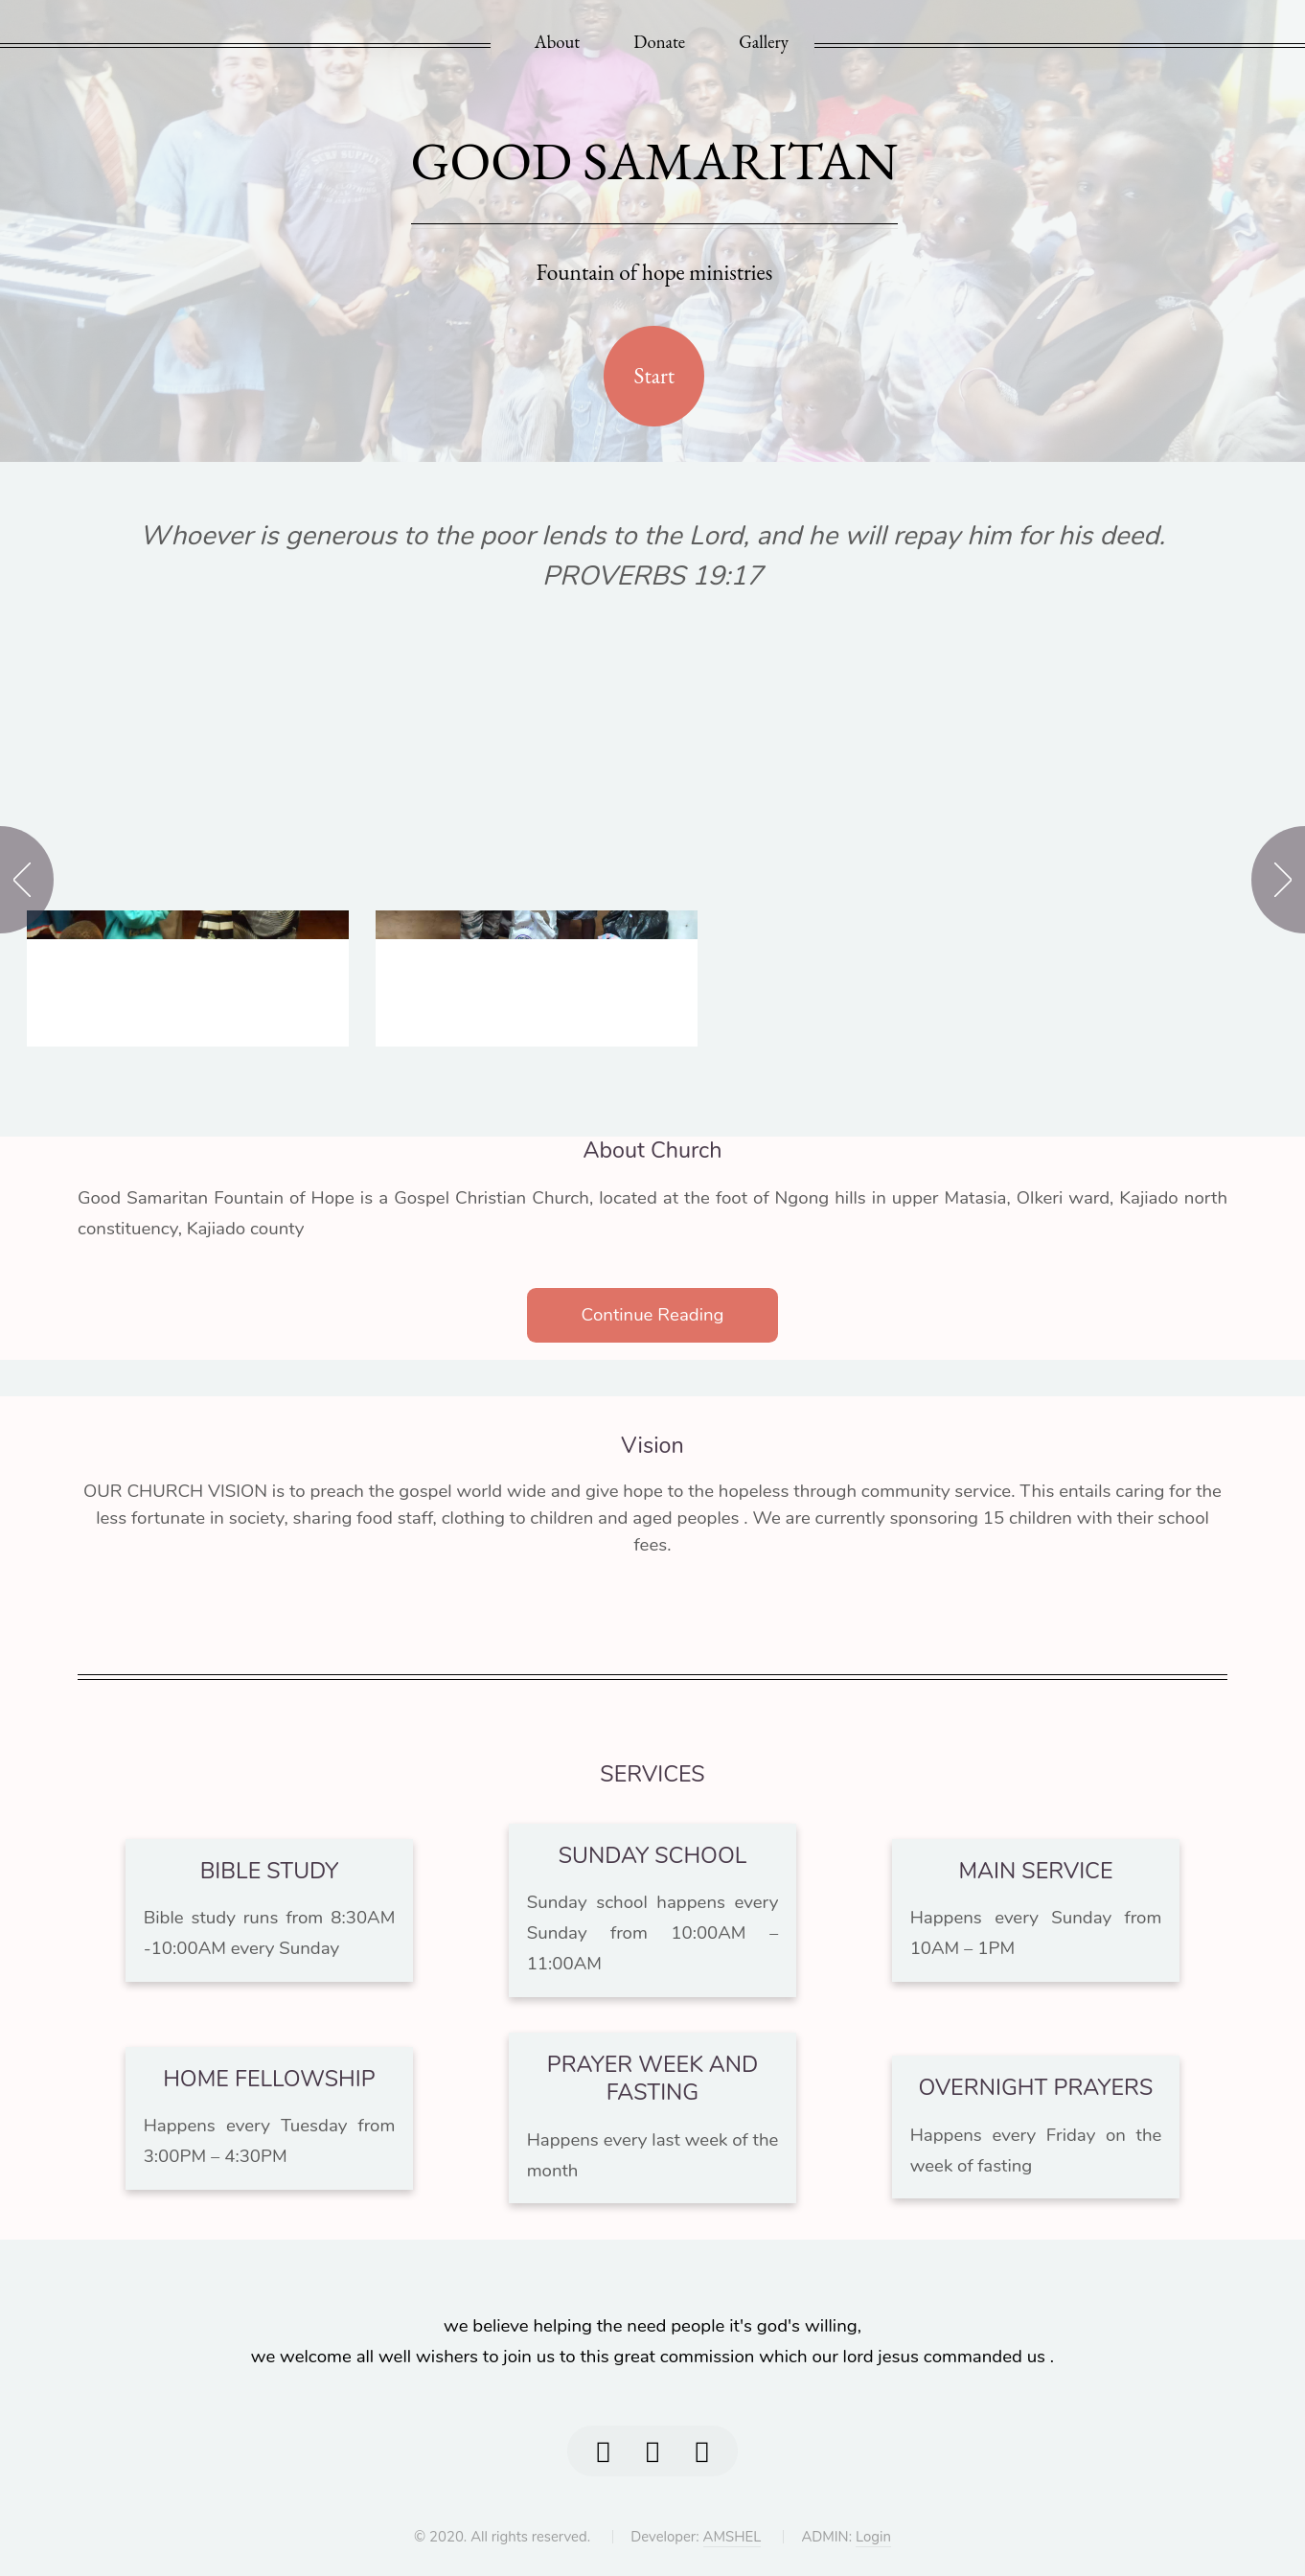 About Donate Gallery
GOOD SAMARITAN
Fountain of hope ministries
Start
Whoever is generous to the poor lends to the Lord, and he will repay him for his deed.
PROVERBS 19:17
About Church
Good Samaritan Fountain of Hope is a Gospel Christian Church, located at the foot of Ngong hills in upper Matasia, Olkeri ward, Kajiado north
constituency, Kajiado county
Continue Reading
Vision
OUR CHURCH VISION is to preach the gospel world wide and give hope to the hopeless through community service. This entails caring for the
less fortunate in society, sharing food staff, clothing to children and aged peoples . We are currently sponsoring 15 children with their school
fees.
SERVICES
BIBLE STUDY
Bible study runs from 8:30AM
-10:00AM every Sunday
SUNDAY SCHOOL
Sunday school happens every
Sunday from 10:00AM –
11:00AM
MAIN SERVICE
Happens every Sunday from
10AM – 1PM
HOME FELLOWSHIP
Happens every Tuesday from
3:00PM – 4:30PM
PRAYER WEEK AND
FASTING
Happens every last week of the
month
OVERNIGHT PRAYERS
Happens every Friday on the
week of fasting
we believe helping the need people it's god's willing,
we welcome all well wishers to join us to this great commission which our lord jesus commanded us .
© 2020. All rights reserved. Developer: AMSHEL ADMIN: Login